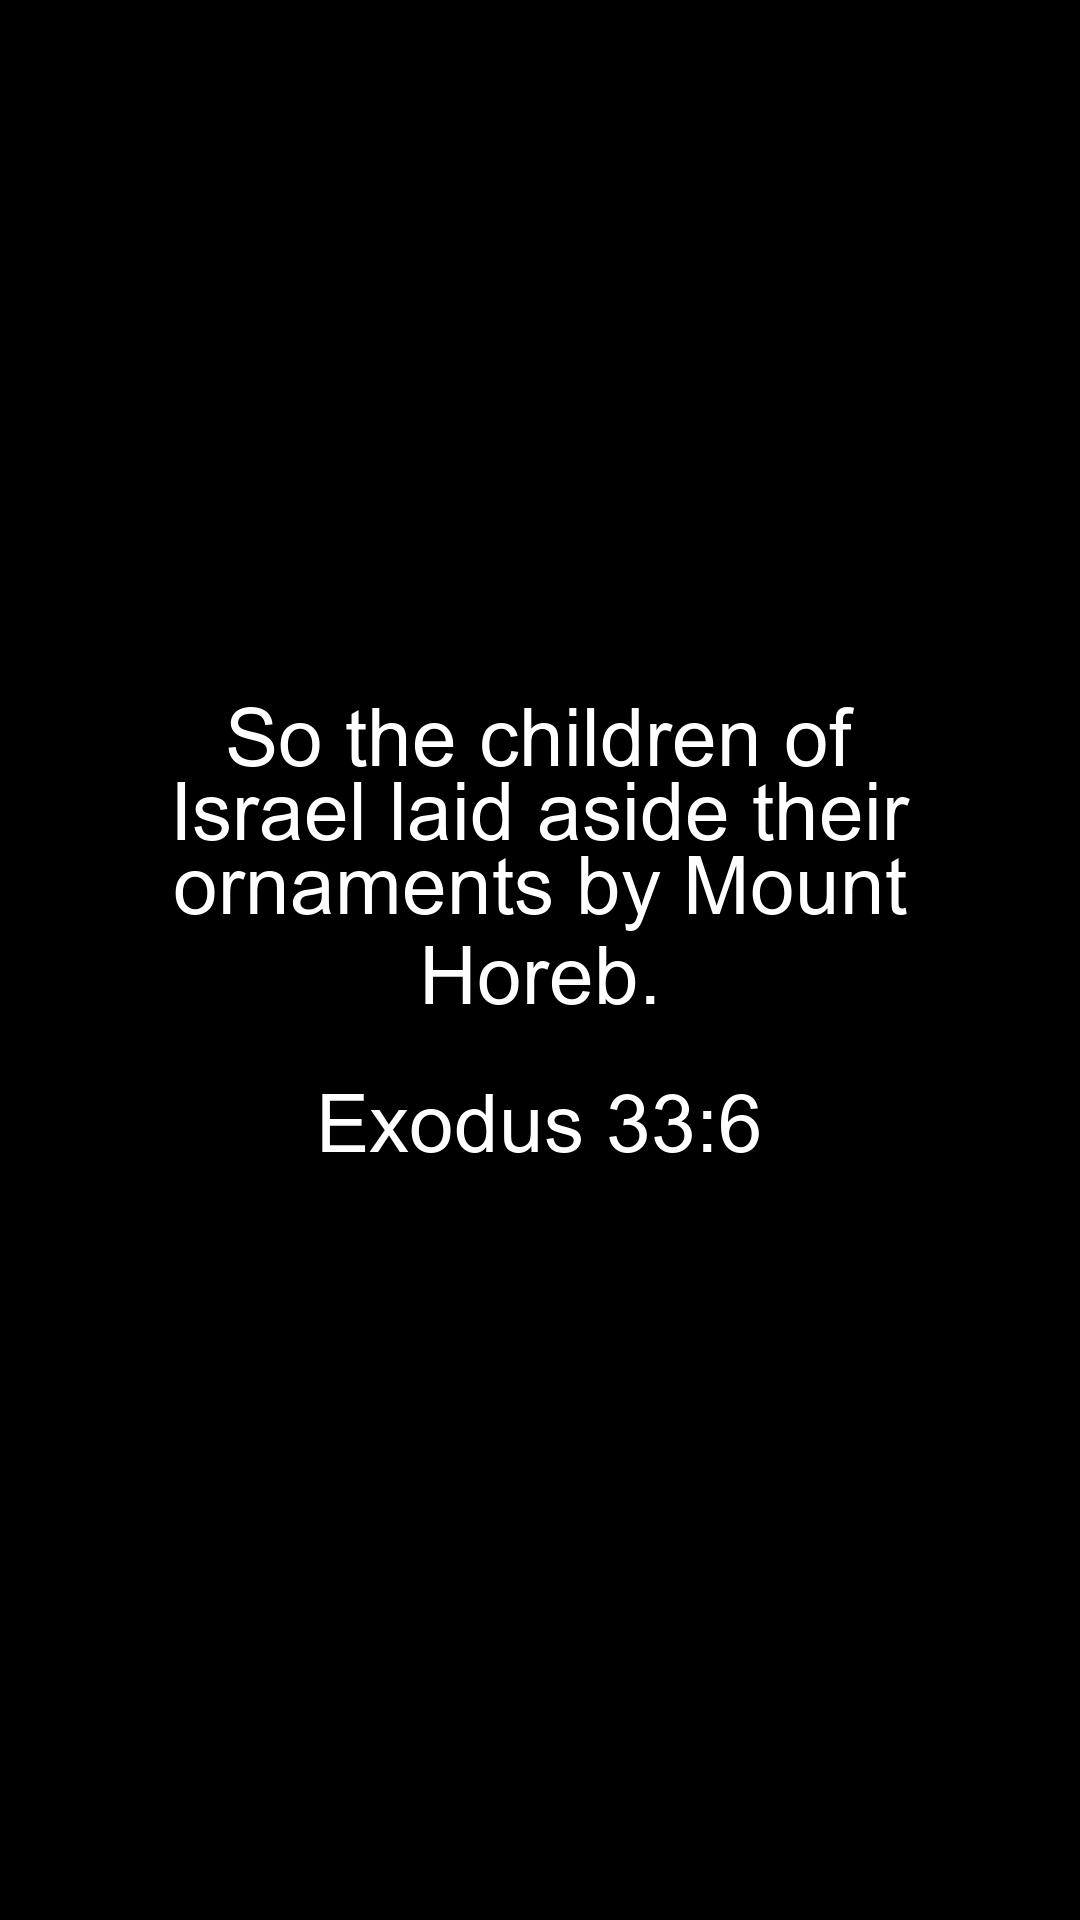 So the children of
Israel laid aside their
ornaments by Mount
Horeb.
Exodus 33:6